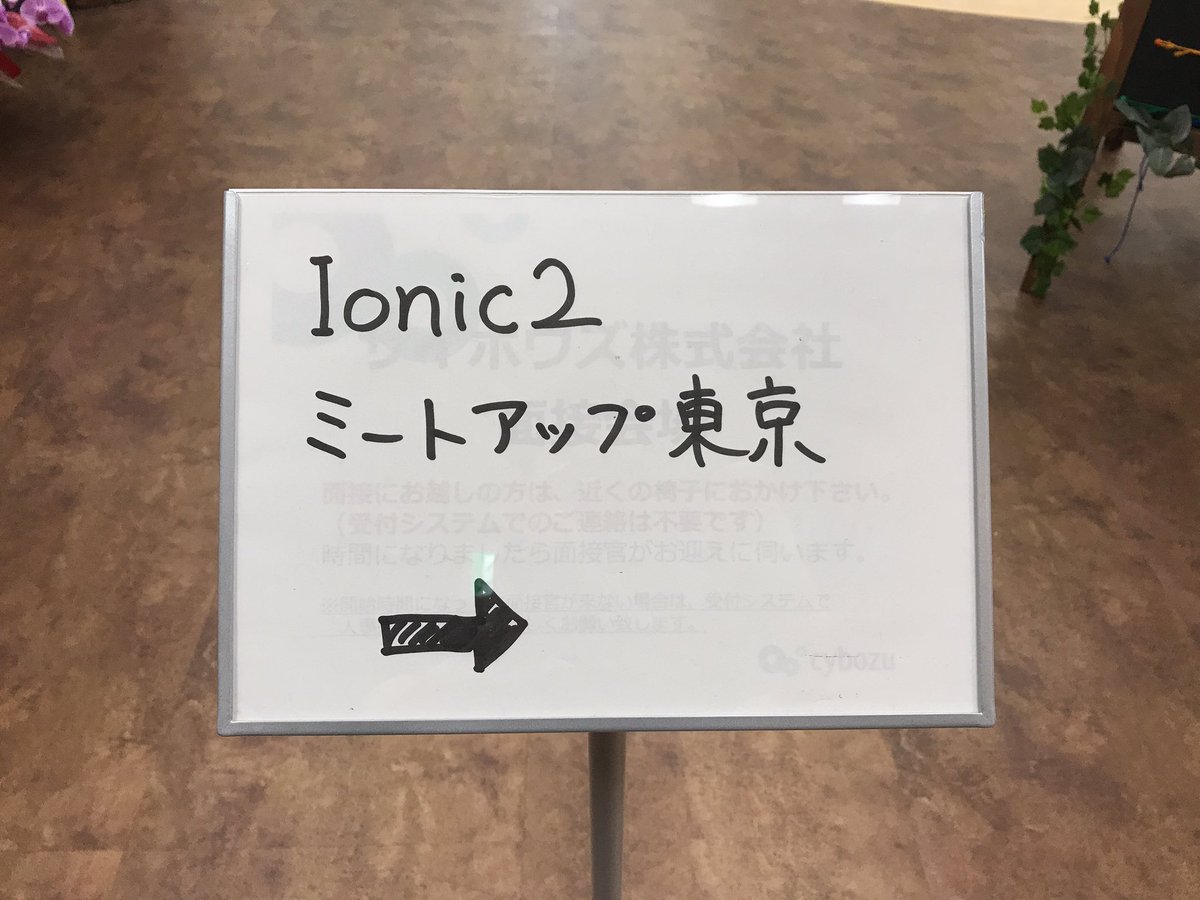 Ionic2
ミートアップ東京
サイボウズ株式会社
面接会場
面接にお越しの方は、近くの椅子におかけ下さい。
（受付システムでのご連絡は不要です）
時間になりましたら面接官がお迎えに伺います。
cybozu